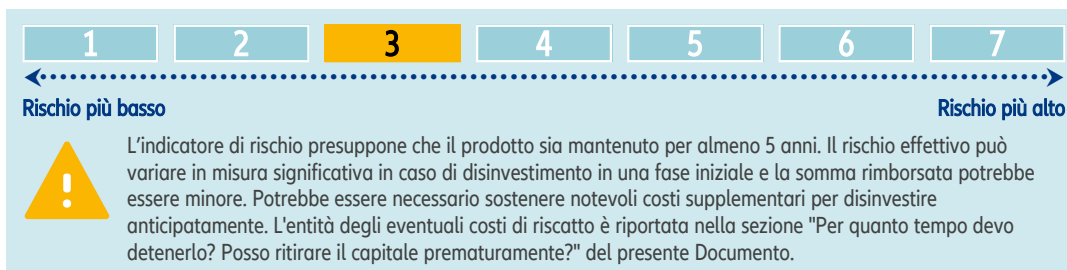 1 2 3 4 5 6 7
Rischio più basso Rischio più alto
L'indicatore di rischio presuppone che il prodotto sia mantenuto per almeno 5 anni. Il rischio effettivo può
variare in misura significativa in caso di disinvestimento in una fase iniziale e la somma rimborsata potrebbe
essere minore. Potrebbe essere necessario sostenere notevoli costi supplementari per disinvestire
anticipatamente. L'entità degli eventuali costi di riscatto è riportata nella sezione "Per quanto tempo devo
detenerlo? Posso ritirare il capitale prematuramente?" del presente Documento.